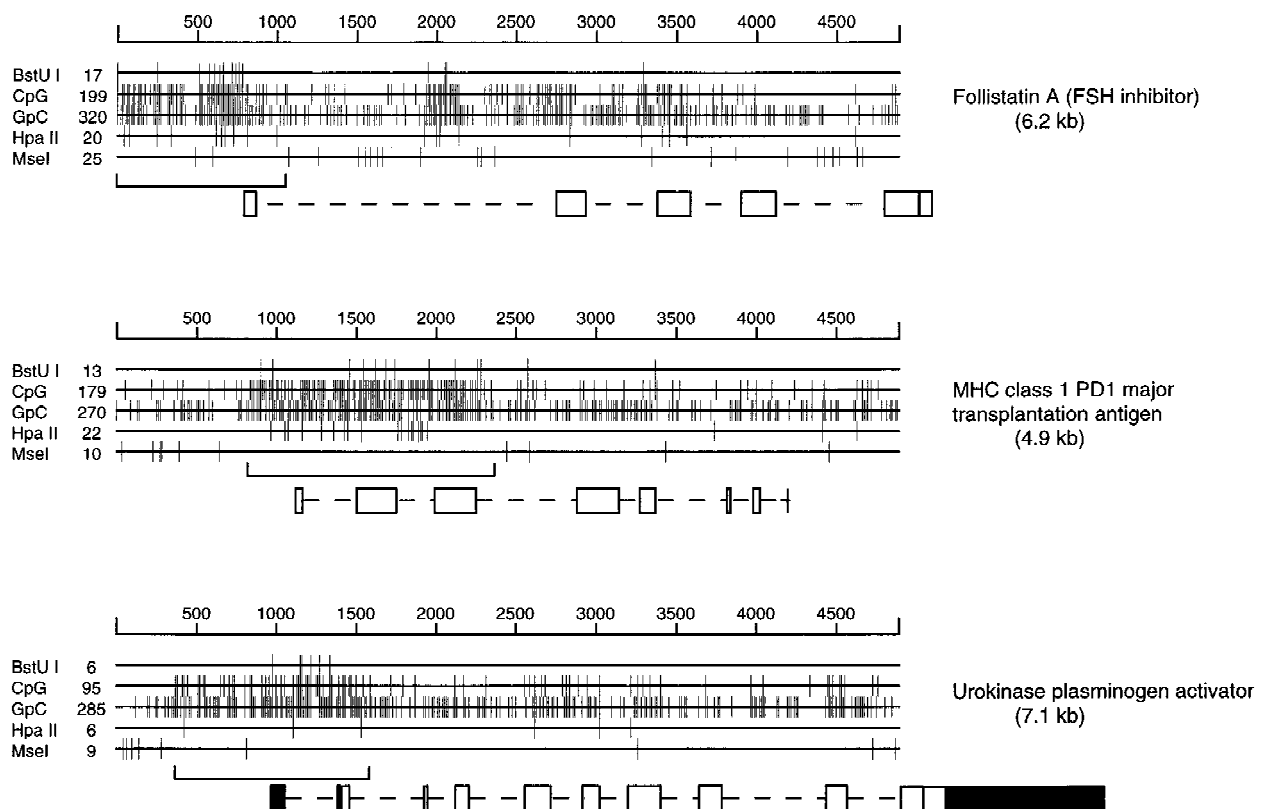 500 1000 1500 2000 2500 3000 3500 4000 4500
BstU I 17
CpG 199
GpC 320
Hpa II 20
MseI 25
Follistatin A (FSH inhibitor)
(6.2 kb)
500 1000 1500 2000 2500 3000 3500 4000 4500
BstU I 13
CpG 179
GpC 270
Hpa II 22
MseI 10
MHC class 1 PD1 major
transplantation antigen
(4.9 kb)
500 1000 1500 2000 2500 3000 3500 4000 4500
BstU I 6
CpG 95
GpC 285
Hpa II 6
MseI 9
Urokinase plasminogen activator
(7.1 kb)